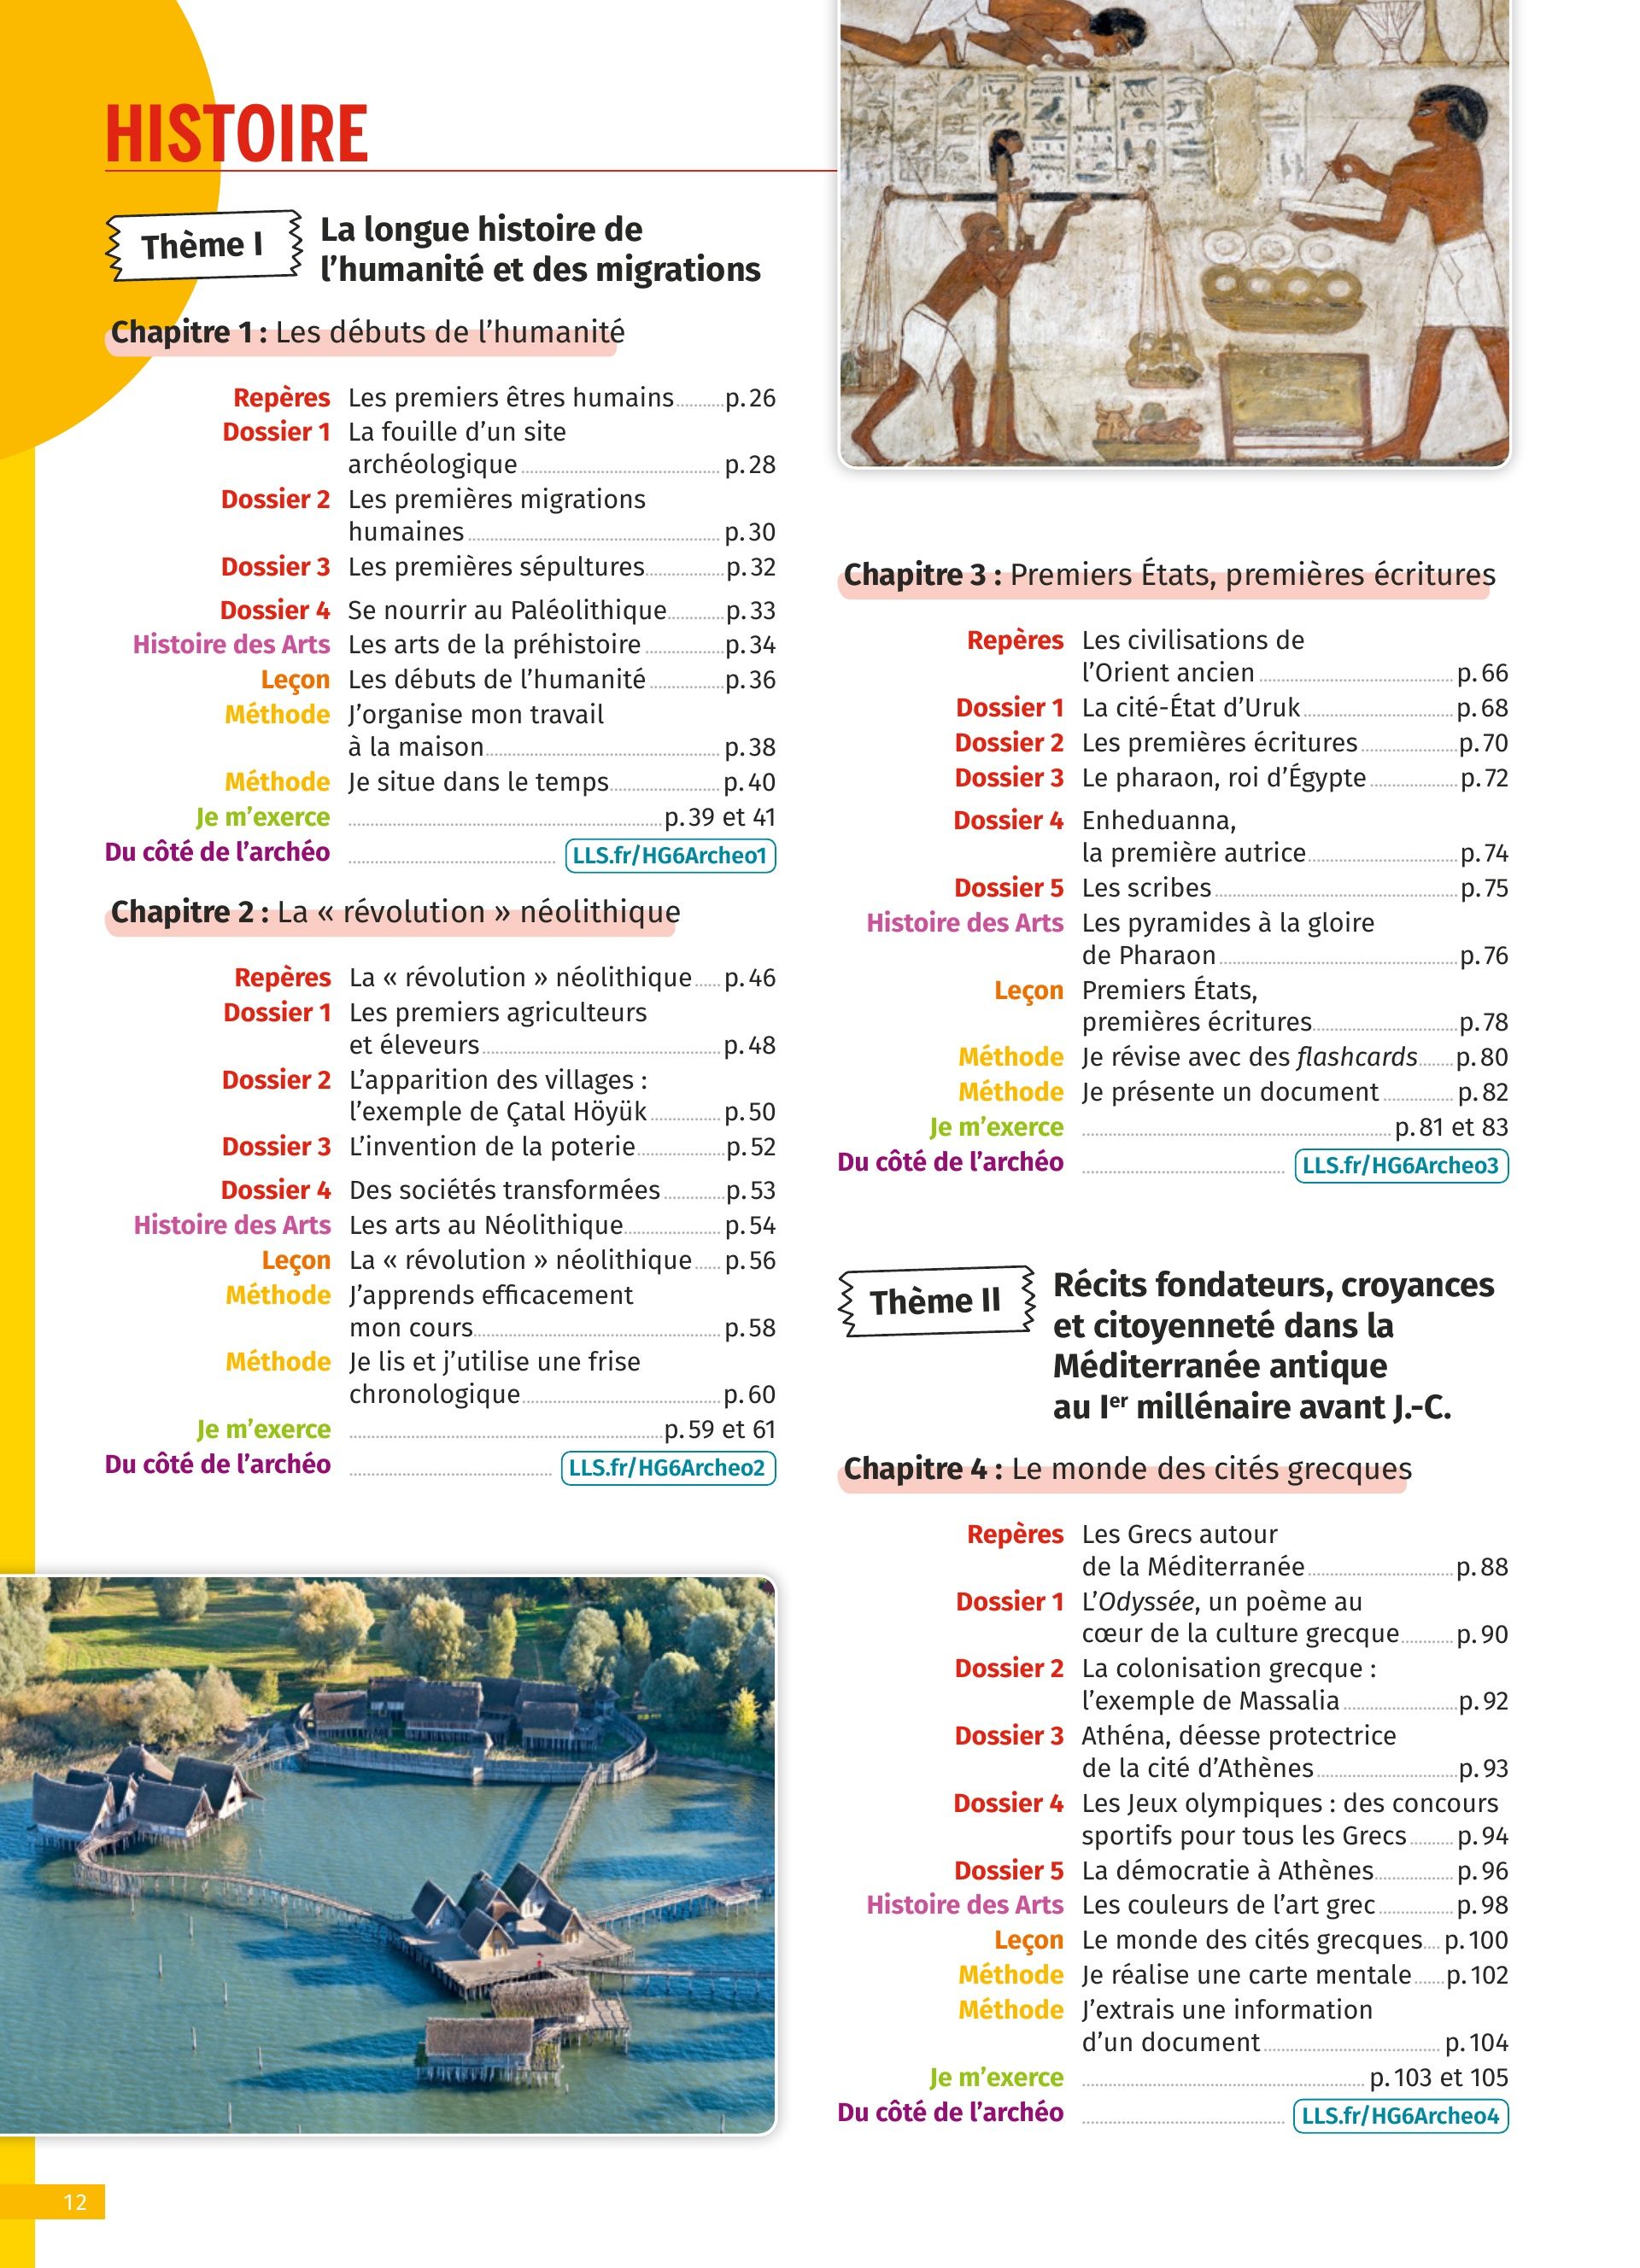 HISTOIRE
Thème I
La longue histoire de
l'humanité et des migrations
Chapitre 1 : Les débuts de l'humanité
Repères Les premiers êtres humains p. 26
Dossier 1 La fouille d'un site
archéologique p. 28
Dossier 2 Les premières migrations
humaines p. 30
Dossier 3 Les premières sépultures p. 32
Dossier 4 Se nourrir au Paléolithique p. 33
Histoire des Arts Les arts de la préhistoire p. 34
Leçon Les débuts de l'humanité p. 36
Méthode J'organise mon travail
à la maison p. 38
Méthode Je situe dans le temps p. 40
Je m'exerce p. 39 et 41
Du côté de l'archéo LLS.fr/HG6Archeo1
Chapitre 2 : La « révolution » néolithique
Repères La « révolution » néolithique p. 46
Dossier 1 Les premiers agriculteurs
et éleveurs p. 48
Dossier 2 L'apparition des villages :
l'exemple de Çatal Höyük p. 50
Dossier 3 L'invention de la poterie p. 52
Dossier 4 Des sociétés transformées p. 53
Histoire des Arts Les arts au Néolithique p. 54
Leçon La « révolution » néolithique p. 56
Méthode J'apprends efficacement
mon cours p. 58
Méthode Je lis et j'utilise une frise
chronologique p. 60
Je m'exerce p. 59 et 61
Du côté de l'archéo LLS.fr/HG6Archeo2
Chapitre 3 : Premiers États, premières écritures
Repères Les civilisations de
l'Orient ancien p. 66
Dossier 1 La cité-État d'Uruk p. 68
Dossier 2 Les premières écritures p. 70
Dossier 3 Le pharaon, roi d'Égypte p. 72
Dossier 4 Enheduanna,
la première autrice p. 74
Dossier 5 Les scribes p. 75
Histoire des Arts Les pyramides à la gloire
de Pharaon p. 76
Leçon Premiers États,
premières écritures p. 78
Méthode Je révise avec des flashcards p. 80
Méthode Je présente un document p. 82
Je m'exerce p. 81 et 83
Du côté de l'archéo LLS.fr/HG6Archeo3
Thème II
Récits fondateurs, croyances
et citoyenneté dans la
Méditerranée antique
au Ier millénaire avant J.-C.
Chapitre 4 : Le monde des cités grecques
Repères Les Grecs autour
de la Méditerranée p. 88
Dossier 1 L'Odyssée, un poème au
cœur de la culture grecque p. 90
Dossier 2 La colonisation grecque :
l'exemple de Massalia p. 92
Dossier 3 Athéna, déesse protectrice
de la cité d'Athènes p. 93
Dossier 4 Les Jeux olympiques : des concours
sportifs pour tous les Grecs p. 94
Dossier 5 La démocratie à Athènes p. 96
Histoire des Arts Les couleurs de l'art grec p. 98
Leçon Le monde des cités grecques p. 100
Méthode Je réalise une carte mentale p. 102
Méthode J'extrais une information
d'un document p. 104
Je m'exerce p. 103 et 105
Du côté de l'archéo LLS.fr/HG6Archeo4
12